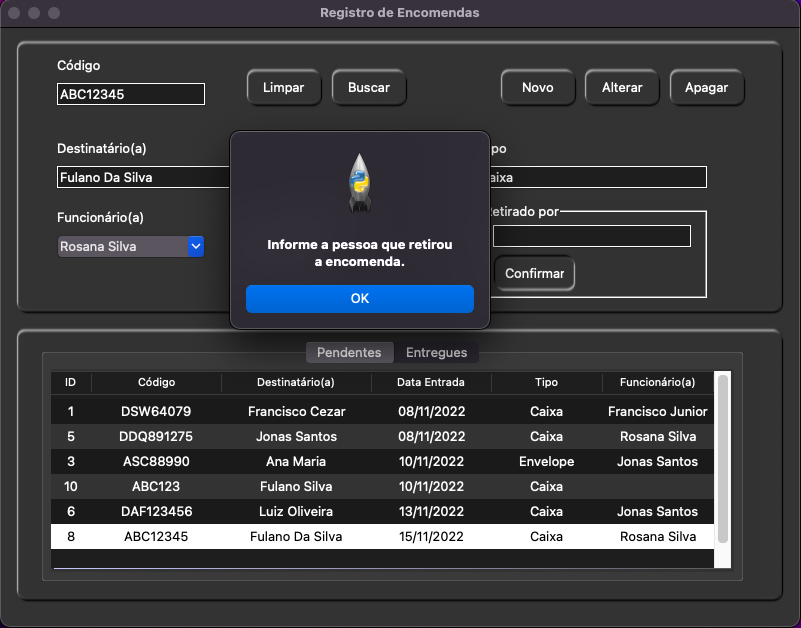 Registro de Encomendas
Código
ABC12345
Limpar
Buscar
Novo
Alterar
Apagar
Destinatário(a)
Fulano Da Silva
po
aixa
Funcionário(a)
Rosana Silva
etirado por
Confirmar
Informe a pessoa que retirou
a encomenda.
OK
Pendentes Entregues
ID Código Destinatário(a) Data Entrada Tipo Funcionário(a)
1 DSW64079 Francisco Cezar 08/11/2022 Caixa Francisco Junior
5 DDQ891275 Jonas Santos 08/11/2022 Caixa Rosana Silva
3 ASC88990 Ana Maria 10/11/2022 Envelope Jonas Santos
10 ABC123 Fulano Silva 10/11/2022 Caixa
6 DAF123456 Luiz Oliveira 13/11/2022 Caixa Jonas Santos
8 ABC12345 Fulano Da Silva 15/11/2022 Caixa Rosana Silva